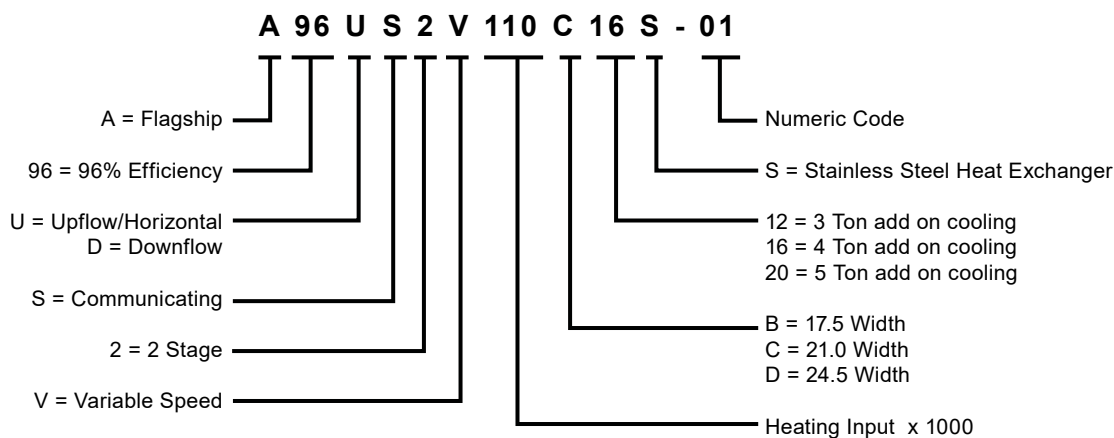 A 96 U S 2 V 110 C 16 S - 01
A = Flagship
96 = 96% Efficiency
U = Upflow/Horizontal
D = Downflow
S = Communicating
2 = 2 Stage
V = Variable Speed
Numeric Code
S = Stainless Steel Heat Exchanger
12 = 3 Ton add on cooling
16 = 4 Ton add on cooling
20 = 5 Ton add on cooling
B = 17.5 Width
C = 21.0 Width
D = 24.5 Width
Heating Input x 1000